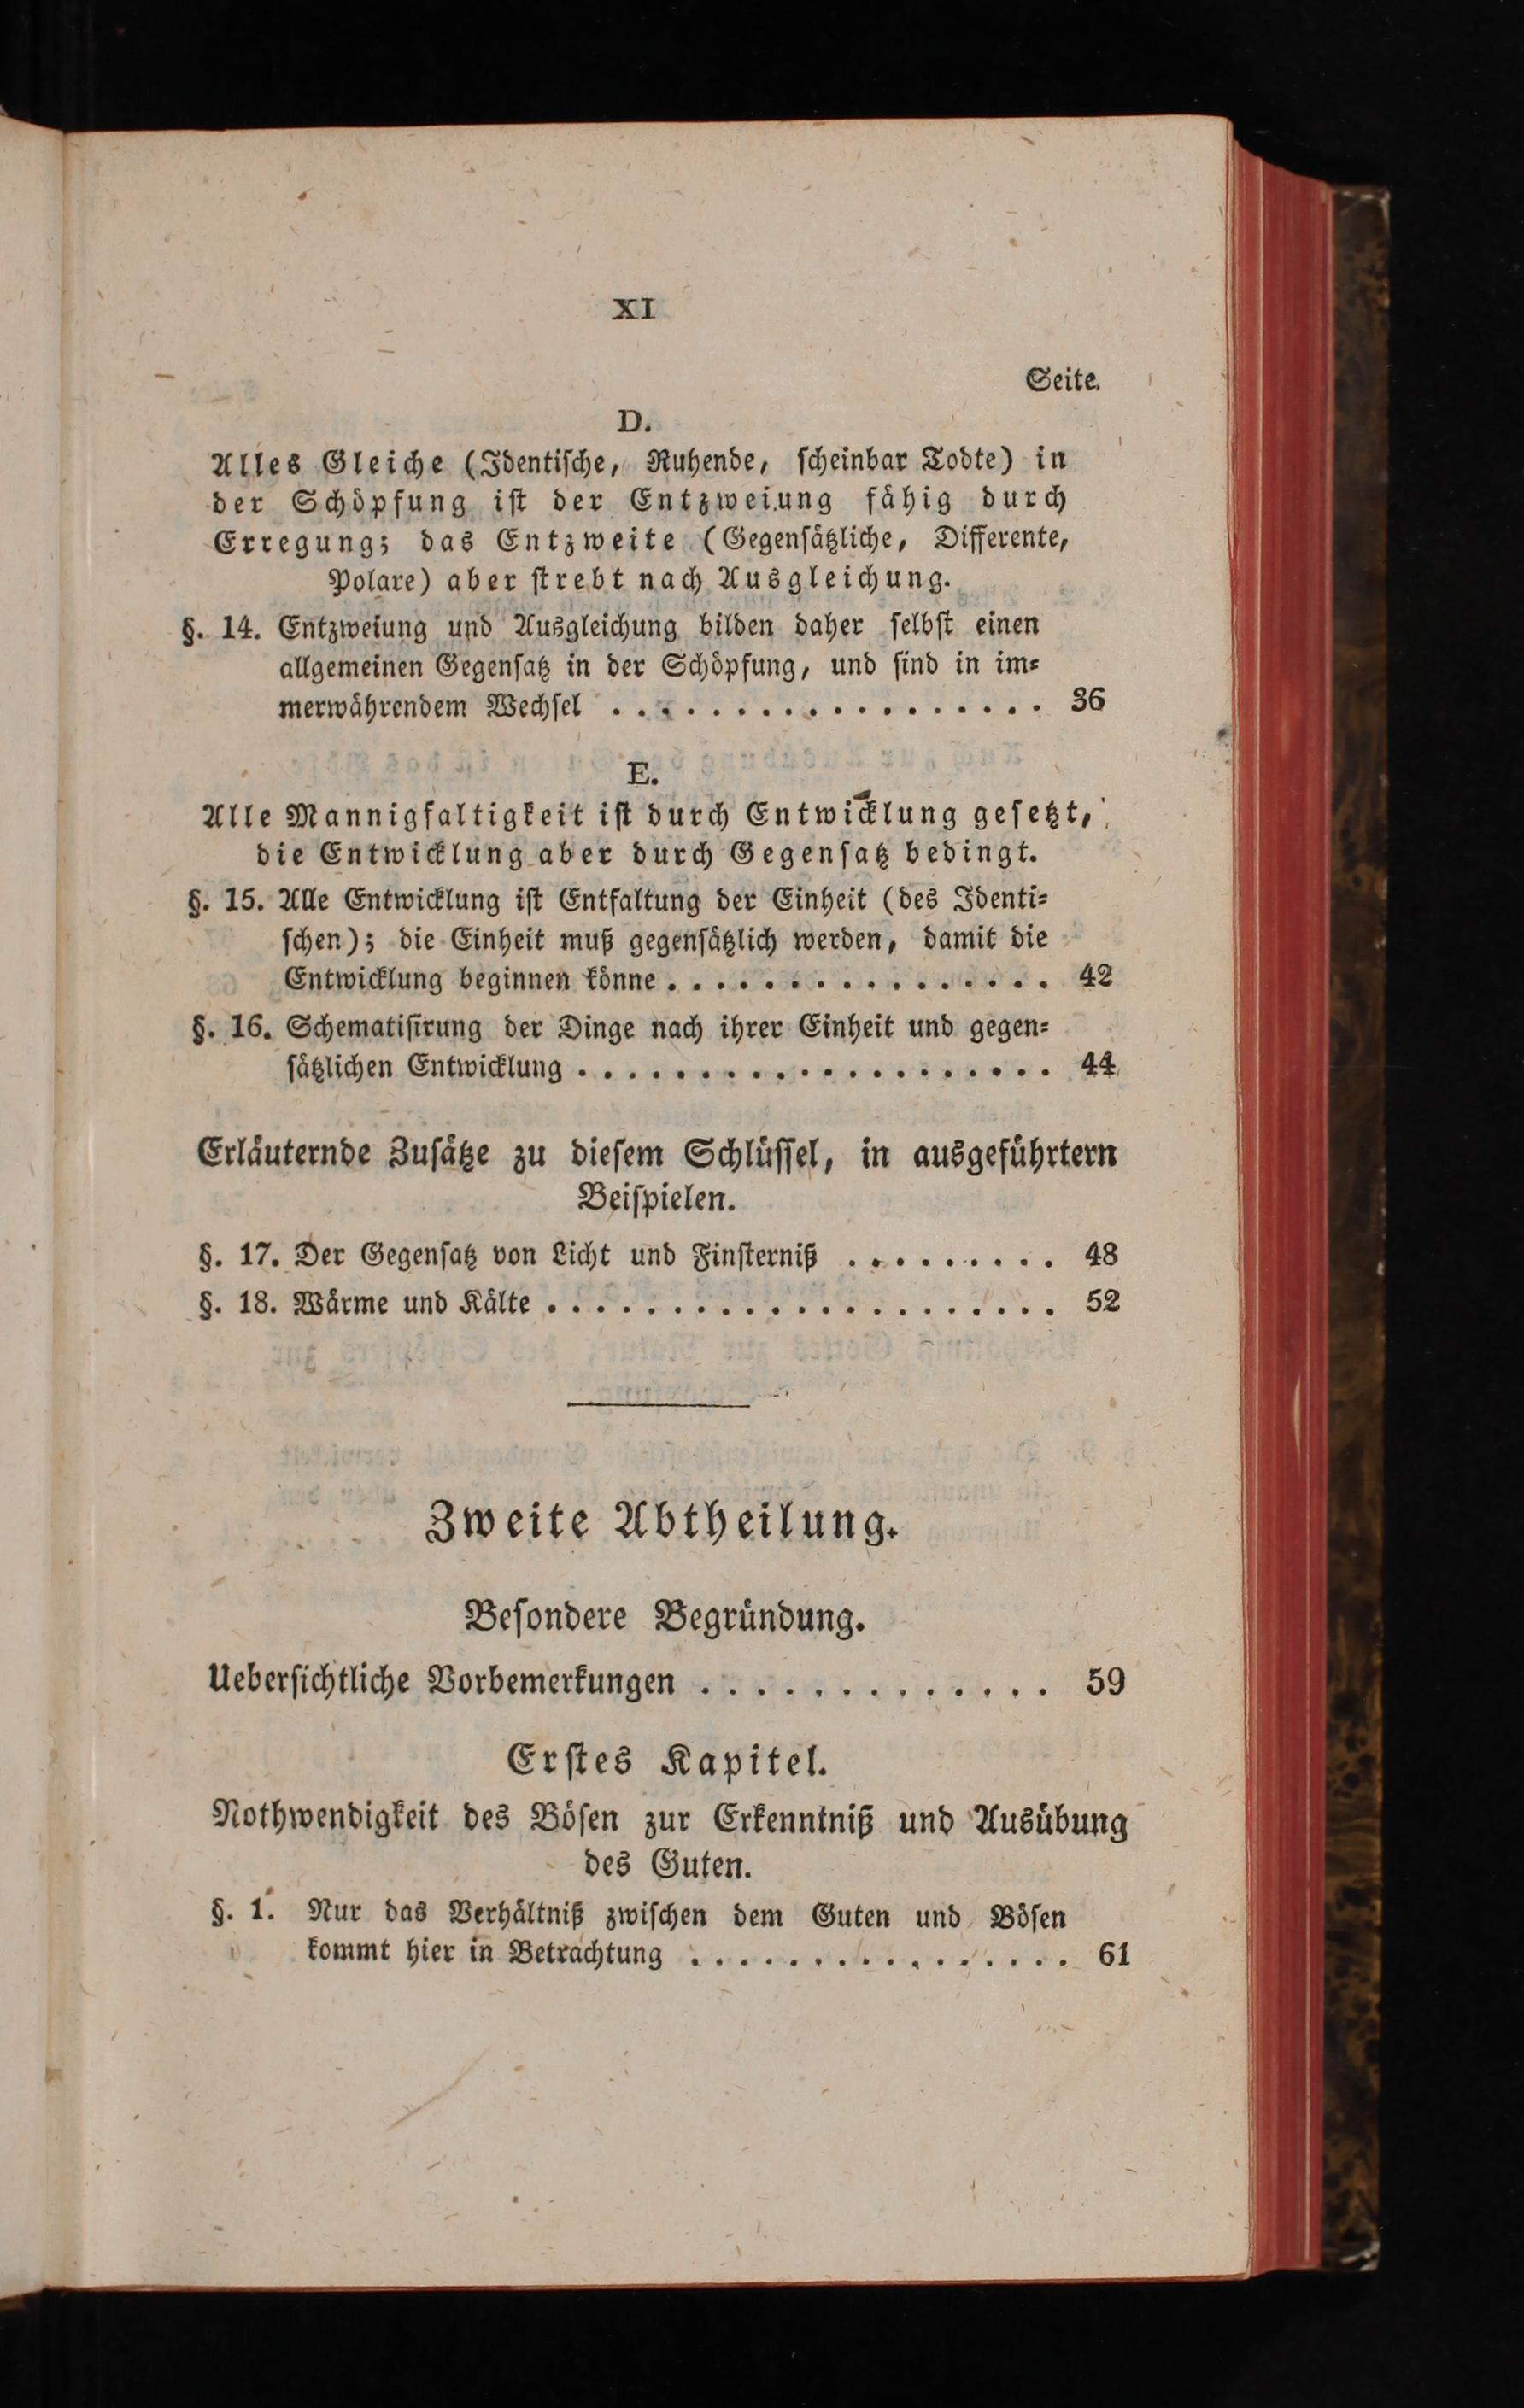 XI
Seite.
D.
Alles Gleiche (Identiſche, Ruhende, ſcheinbar Todte) in
der Schöpfung iſt der Entzweiung fähig durch
Erregung; das Entzweite (Gegenſätzliche, Differente,
Polare) aber ſtrebt nach Ausgleichung.
§. 14. Entzweiung und Ausgleichung bilden daher ſelbſt einen
allgemeinen Gegenſatz in der Schöpfung, und ſind in im⸗
merwährendem Wechſel . . . . . . . . . . . . . . . . . . 36
E.
Alle Mannigfaltigkeit iſt durch Entwicklung geſetzt,
die Entwicklung aber durch Gegenſatz bedingt.
§. 15. Alle Entwicklung iſt Entfaltung der Einheit (des Identi⸗
ſchen); die Einheit muß gegenſätzlich werden, damit die
Entwicklung beginnen könne . . . . . . . . . . . . . . . . 42
§. 16. Schematiſirung der Dinge nach ihrer Einheit und gegen⸗
ſätzlichen Entwicklung . . . . . . . . . . . . . . . . . . . . 44
Erläuternde Zuſätze zu dieſem Schlüſſel, in ausgeführtern
Beiſpielen.
§. 17. Der Gegenſatz von Licht und Finſterniß . . . . . . . . . 48
§. 18. Wärme und Kälte . . . . . . . . . . . . . . . . . . . . . 52
Zweite Abtheilung.
Beſondere Begründung.
Ueberſichtliche Vorbemerkungen . . . . . . . . . . . . . 59
Erſtes Kapitel.
Nothwendigkeit des Böſen zur Erkenntniß und Ausübung
des Guten.
§. 1. Nur das Verhältniß zwiſchen dem Guten und Böſen
kommt hier in Betrachtung . . . . . . . . . . . . . . . . 61